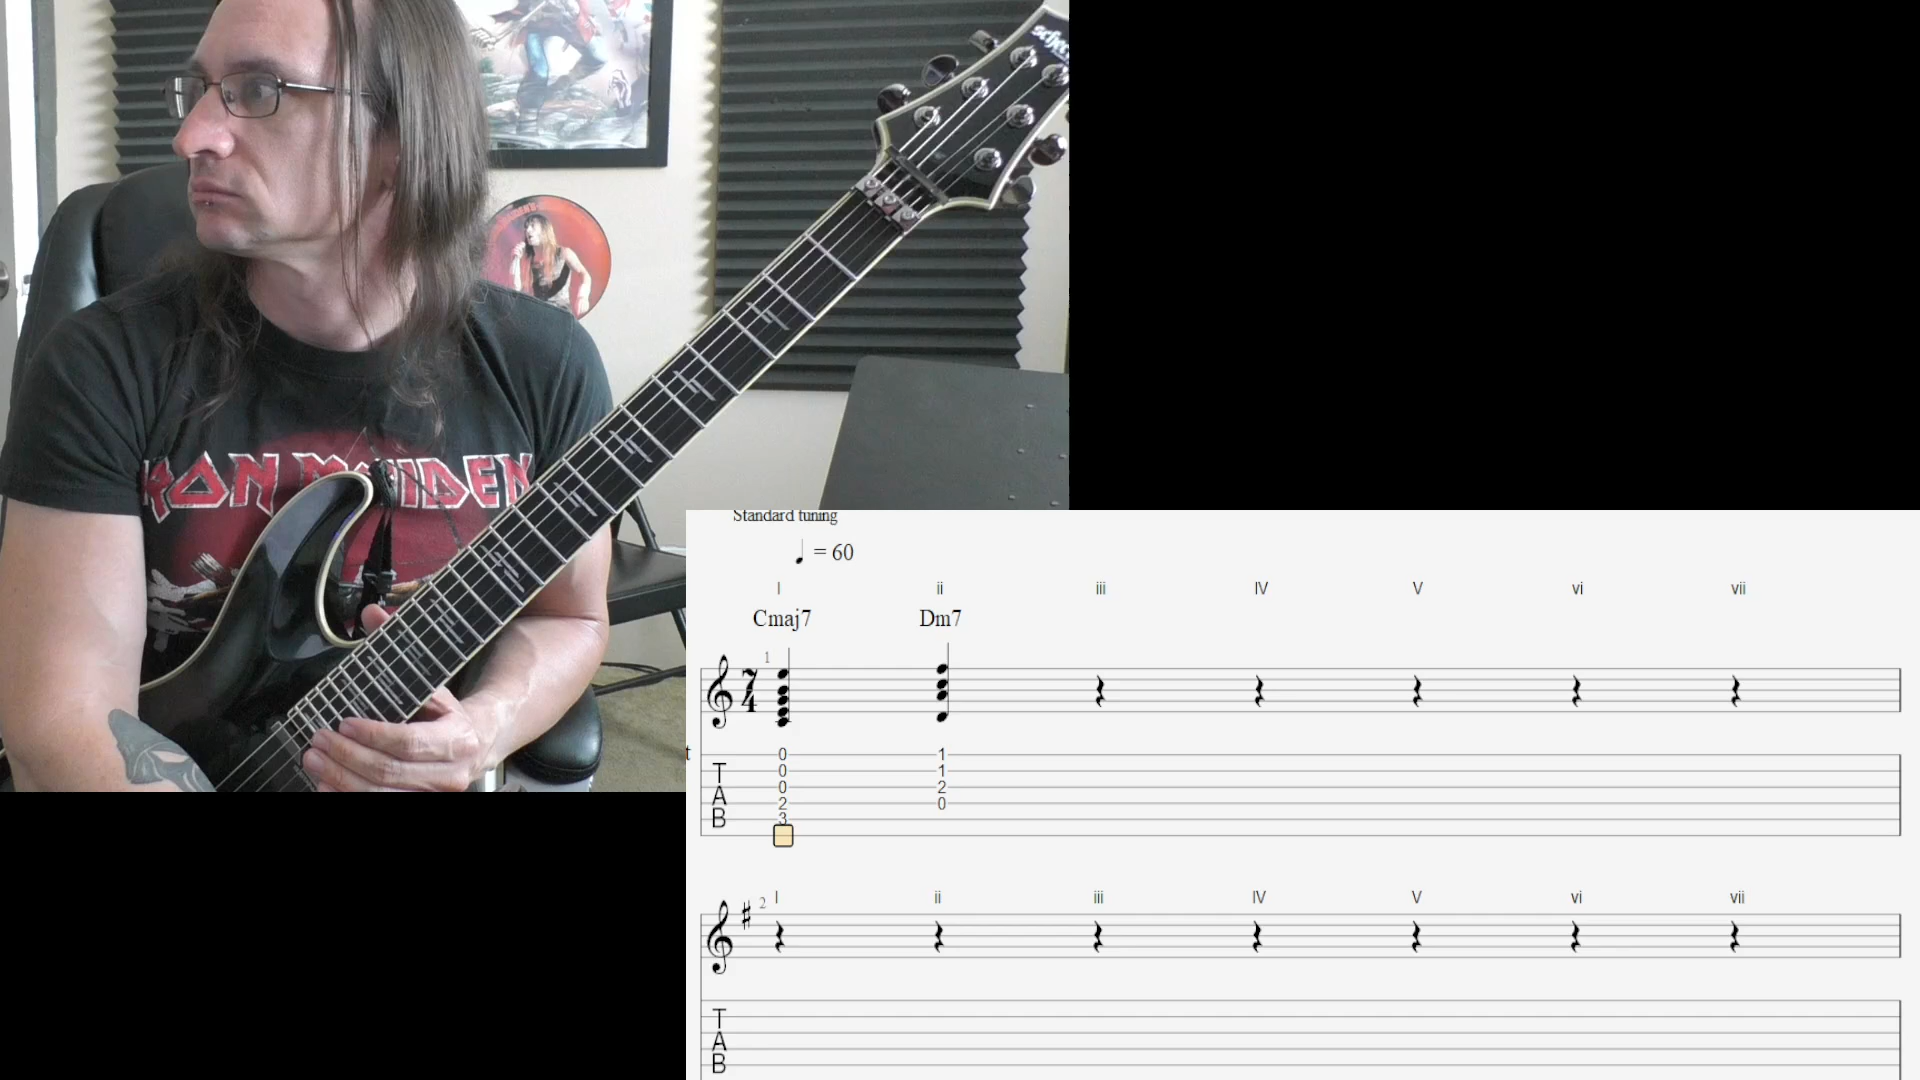 IRON MAIDEN
Standard tuning
= 60
I ii iii IV V vi vii
Cmaj7 Dm7
1
7
4
t
0 1
T 0 1
0 2
A 2 0
B 3
2 I ii iii IV V vi vii
T
A
B